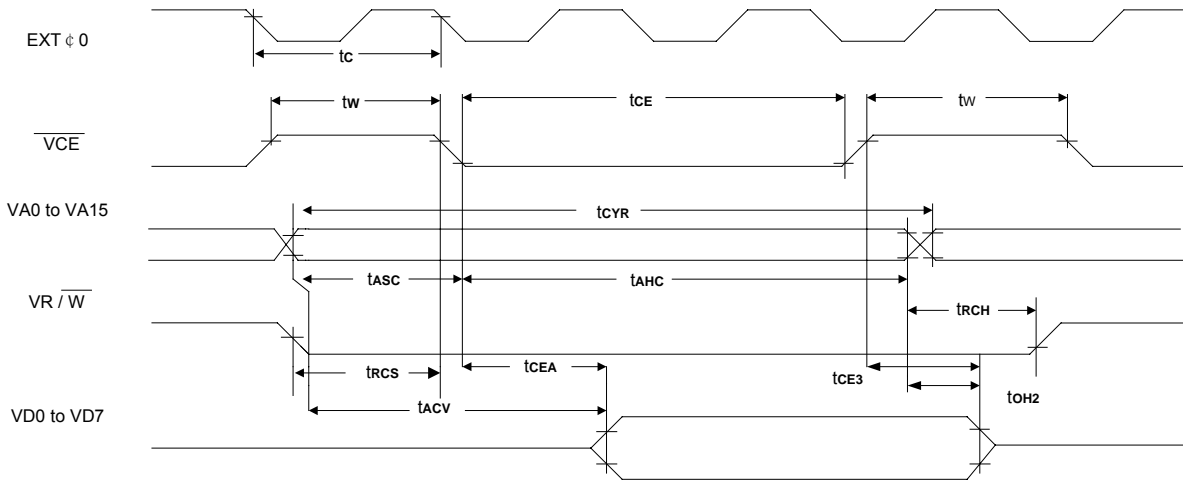 EXT ¢ 0
tC
tW
tCE
tW
VCE
VA0 to VA15
tCYR
tASC
tAHC
VR / W
tRCH
tCEA
tRCS
tCE3
tACV
tOH2
VD0 to VD7